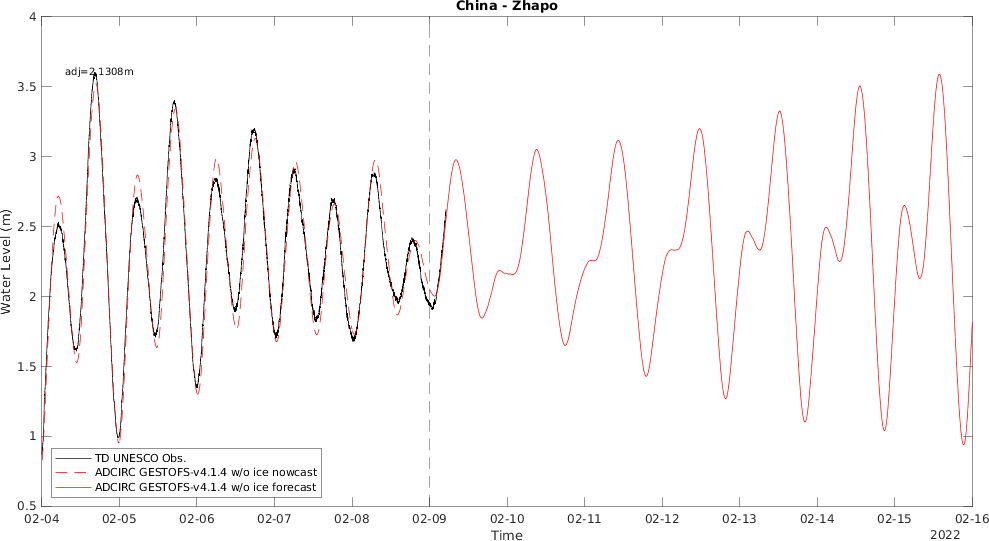 China - Zhapo
adj=2.1308m
Water Level (m)
4
3.5
3
2.5
2
1.5
1
0.5
TD UNESCO Obs.
ADCIRC GESTOFS-v4.1.4 w/o ice nowcast
ADCIRC GESTOFS-v4.1.4 w/o ice forecast
02-04 02-05 02-06 02-07 02-08 02-09 02-10 02-11 02-12 02-13 02-14 02-15 02-16
Time
2022